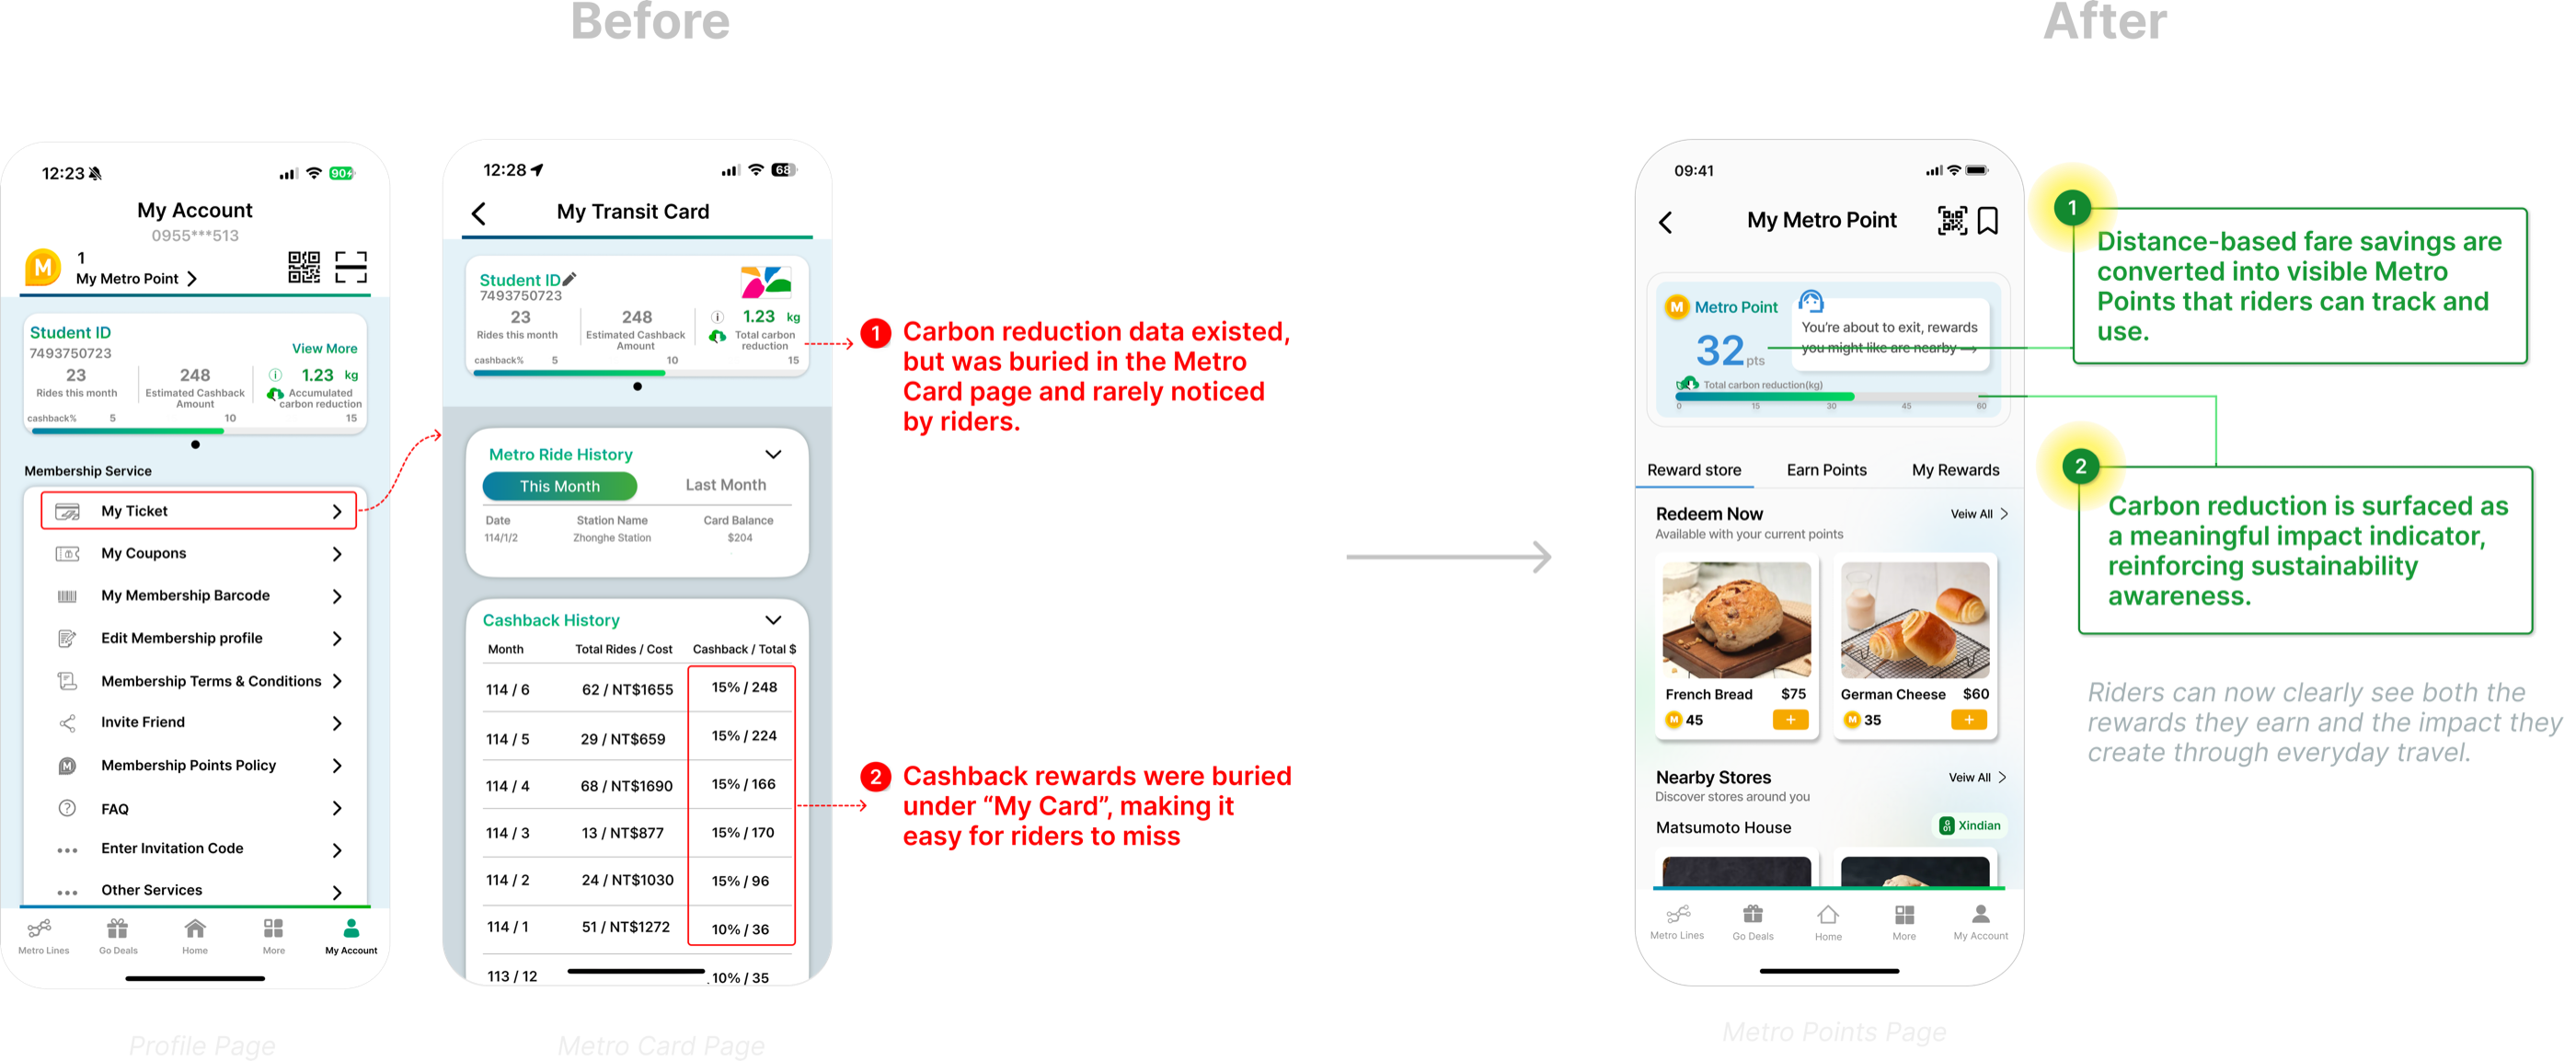 Before
After
12:23
90
My Account
0955***513
M
1
My Metro Point
Student ID
7493750723
View More
23
248
1.23 kg
Rides this month
Estimated Cashback
Amount
Accumulated
carbon reduction
cashback%
5
10
15
Membership Service
My Ticket
My Coupons
My Membership Barcode
Edit Membership profile
Membership Terms & Conditions
Invite Friend
Membership Points Policy
FAQ
Enter Invitation Code
Other Services
Metro Lines
Go Deals
Home
More
My Account
Profile Page
12:28
68
My Transit Card
Student ID
7493750723
23
248
1.23 kg
Rides this month
Estimated Cashback
Amount
Total carbon
reduction
cashback%
5
10
15
Metro Ride History
This Month
Last Month
Date
Station Name
Card Balance
114/1/2
Zhonghe Station
$204
Cashback History
Month
Total Rides / Cost
Cashback / Total $
114 / 6
62 / NT$1655
15% / 248
114 / 5
29 / NT$659
15% / 224
114 / 4
68 / NT$1690
15% / 166
114 / 3
13 / NT$877
15% / 170
114 / 2
24 / NT$1030
15% / 96
114 / 1
51 / NT$1272
10% / 36
113 / 12
10% / 35
Metro Card Page
1
Carbon reduction data existed,
but was buried in the Metro
Card page and rarely noticed
by riders.
2
Cashback rewards were buried
under “My Card”, making it
easy for riders to miss
09:41
My Metro Point
M
Metro Point
32 pts
You're about to exit, rewards
you might like are nearby →
Total carbon reduction(kg)
0
15
30
45
60
Reward store
Earn Points
My Rewards
Redeem Now
Veiw All
Available with your current points
French Bread
$75
M
45
+
German Cheese
$60
M
35
+
Nearby Stores
Veiw All
Discover stores around you
Matsumoto House
G
01
Xindian
Metro Lines
Go Deals
Home
More
My Account
Metro Points Page
1
Distance-based fare savings are
converted into visible Metro
Points that riders can track and
use.
2
Carbon reduction is surfaced as
a meaningful impact indicator,
reinforcing sustainability
awareness.
Riders can now clearly see both the
rewards they earn and the impact they
create through everyday travel.